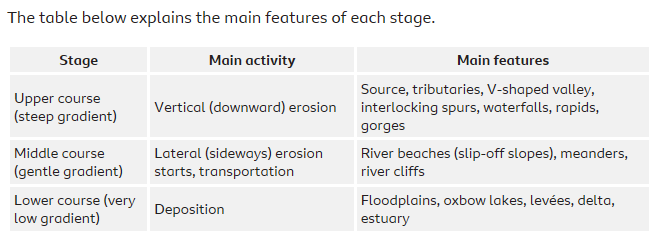 The table below explains the main features of each stage.
Stage Main activity Main features
Upper course
(steep gradient)
Vertical (downward) erosion
Source, tributaries, V-shaped valley,
interlocking spurs, waterfalls, rapids,
gorges
Middle course
(gentle gradient)
Lateral (sideways) erosion
starts, transportation
River beaches (slip-off slopes), meanders,
river cliffs
Lower course (very
low gradient)
Deposition
Floodplains, oxbow lakes, levées, delta,
estuary